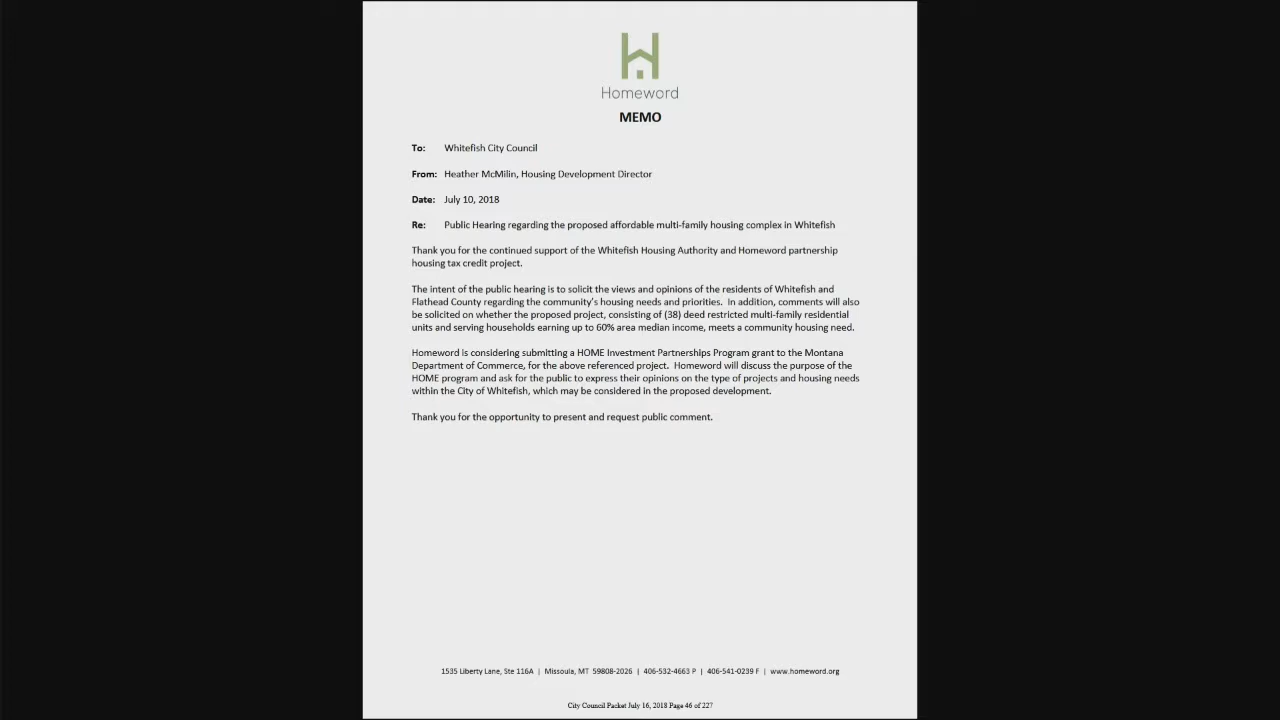 Homeword
MEMO
To: Whitefish City Council
From: Heather McMilin, Housing Development Director
Date: July 10, 2018
Re: Public Hearing regarding the proposed affordable multi-family housing complex in Whitefish
Thank you for the continued support of the Whitefish Housing Authority and Homeword partnership
housing tax credit project.
The intent of the public hearing is to solicit the views and opinions of the residents of Whitefish and
Flathead County regarding the community's housing needs and priorities. In addition, comments will also
be solicited on whether the proposed project, consisting of (38) deed restricted multi-family residential
units and serving households earning up to 60% area median income, meets a community housing need.
Homeword is considering submitting a HOME Investment Partnerships Program grant to the Montana
Department of Commerce, for the above referenced project. Homeword will discuss the purpose of the
HOME program and ask for the public to express their opinions on the type of projects and housing needs
within the City of Whitefish, which may be considered in the proposed development.
Thank you for the opportunity to present and request public comment.
1535 Liberty Lane, Ste 116A | Missoula, MT 59808-2026 | 406-532-4663 P | 406-541-0239 F | www.homeword.org
City Council Packet July 16, 2018 Page 46 of 227